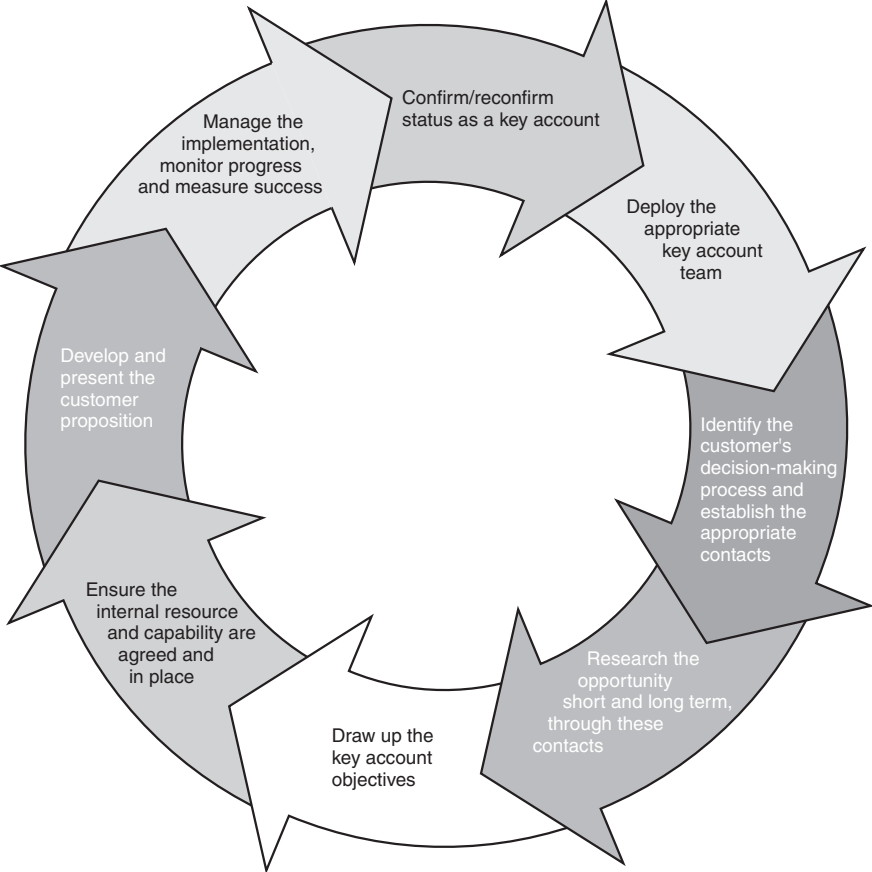 Confirm/reconfirm
status as a key account
Deploy the
appropriate
key account
team
Identify the
customer's
decision-making
process and
establish the
appropriate
contacts
Research the
opportunity
short and long term,
through these
contacts
Draw up the
key account
objectives
Ensure the
internal resource
and capability are
agreed and
in place
Develop and
present the
customer
proposition
Manage the
implementation,
monitor progress
and measure success